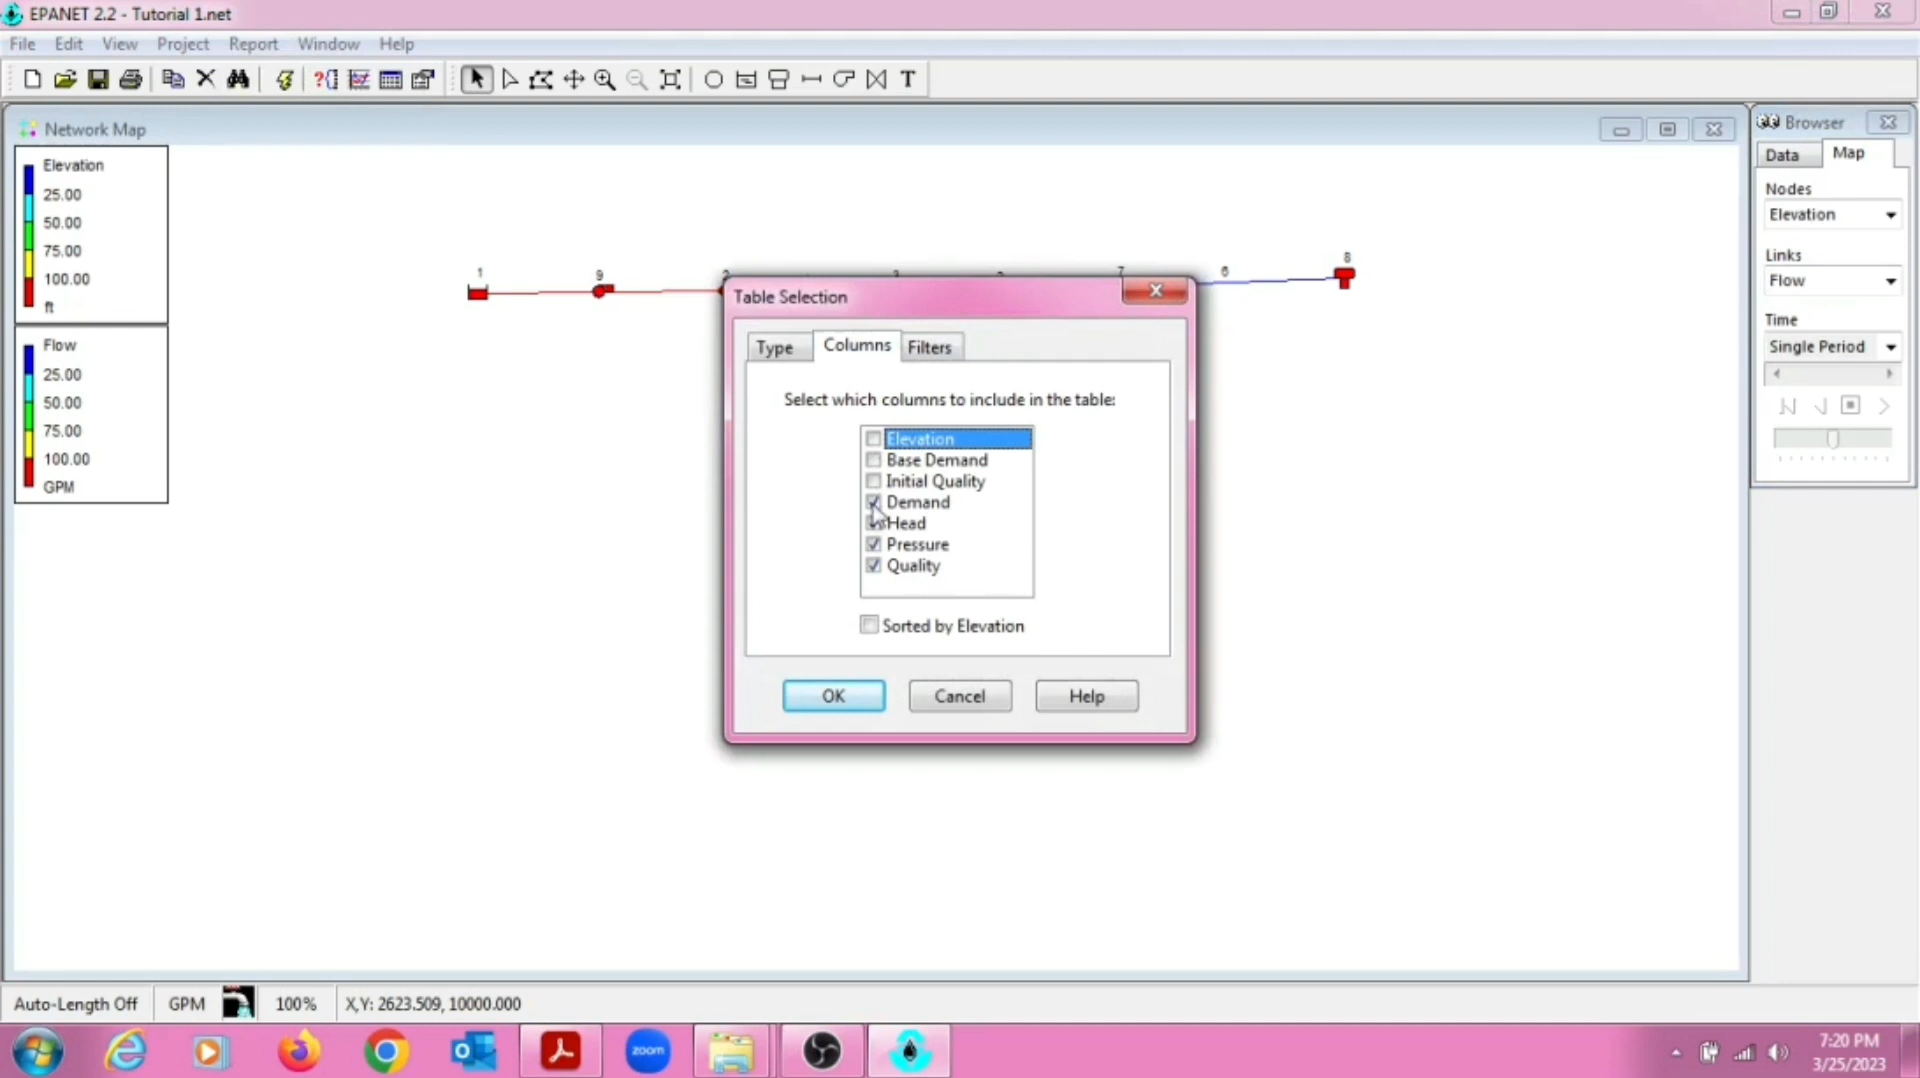 EPANET 2.2 - Tutorial 1.net
File Edit View Project Report Window Help
T
Network Map
Elevation
25.00
50.00
75.00
100.00
ft
Flow
25.00
50.00
75.00
100.00
GPM
1
9
7
6
8
Table Selection
Type Columns Filters
Select which columns to include in the table:
Elevation
Base Demand
Initial Quality
Demand
Head
Pressure
Quality
Sorted by Elevation
OK Cancel Help
Browser
Data Map
Nodes
Elevation
Links
Flow
Time
Single Period
Auto-Length Off GPM 100% X,Y: 2623.509, 10000.000
zoom
7:20 PM
3/25/2023